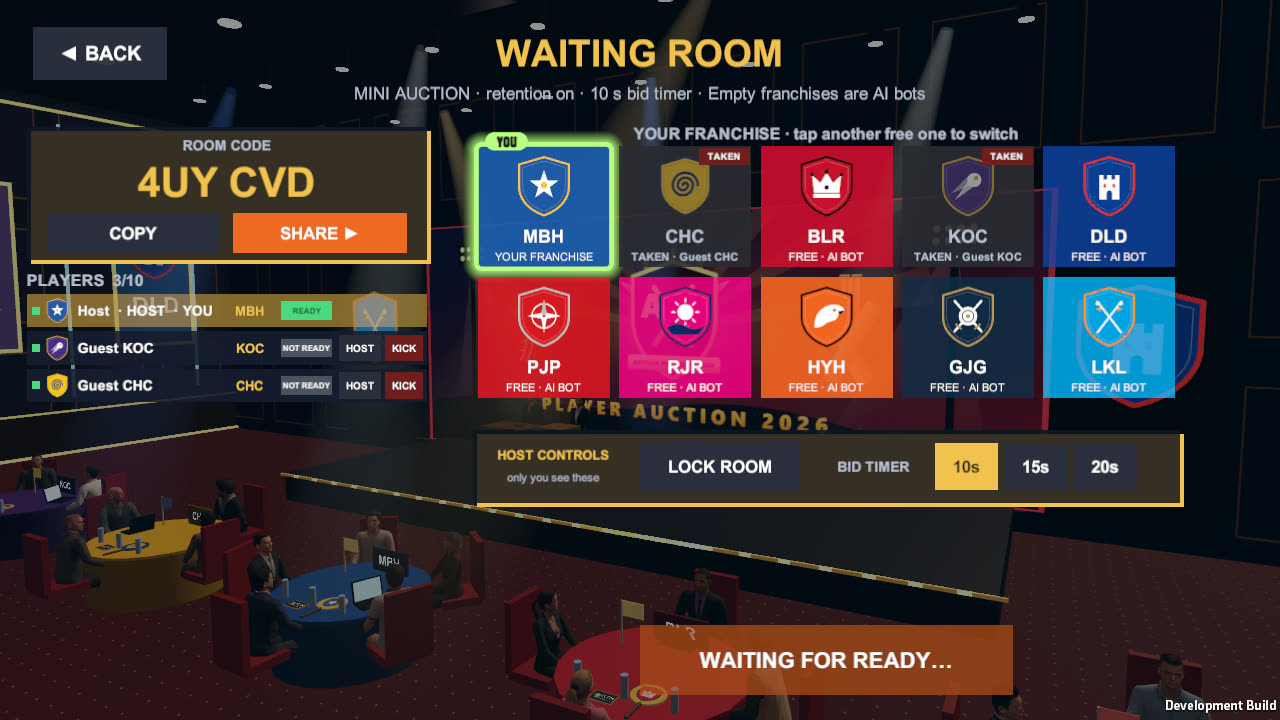 ◀ BACK
WAITING ROOM
MINI AUCTION · retention on · 10 s bid timer · Empty franchises are AI bots
ROOM CODE
4UY CVD
COPY
SHARE ▶
PLAYERS 3/10
Host · HOST · YOU MBH READY
Guest KOC KOC NOT READY HOST KICK
Guest CHC CHC NOT READY HOST KICK
YOUR FRANCHISE · tap another free one to switch
YOU
MBH
YOUR FRANCHISE
TAKEN
CHC
TAKEN · Guest CHC
BLR
FREE · AI BOT
TAKEN
KOC
TAKEN · Guest KOC
DLD
FREE · AI BOT
PJP
FREE · AI BOT
RJR
FREE · AI BOT
HYH
FREE · AI BOT
GJG
FREE · AI BOT
LKL
FREE · AI BOT
DLD
PLAYER AUCTION 2026
HOST CONTROLS
only you see these
LOCK ROOM
BID TIMER
10s
15s
20s
KOC
CH
MBH
WAITING FOR READY...
Development Build